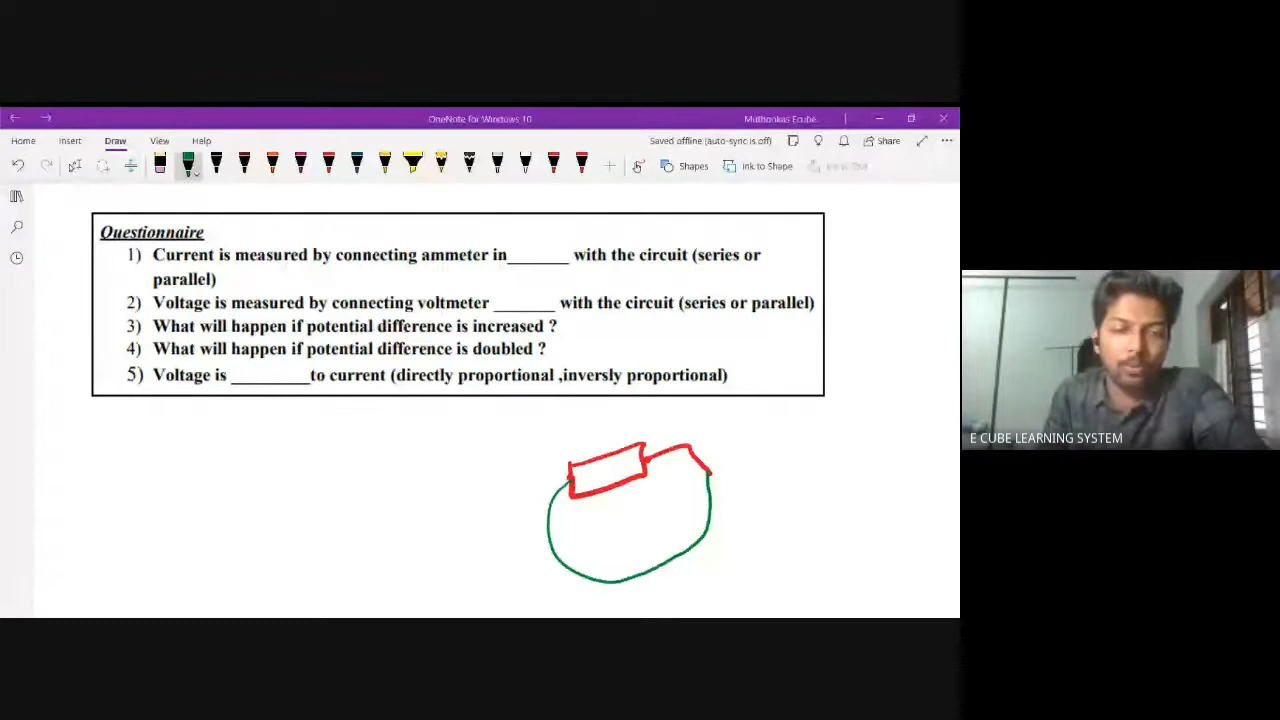 OneNote for Windows 10
Muthankas Ecube.
Home Insert Draw View Help
Saved offline (auto-sync is off)
Share
Shapes
Ink to Shape
Questionnaire
1) Current is measured by connecting ammeter in_______ with the circuit (series or
parallel)
2) Voltage is measured by connecting voltmeter _______ with the circuit (series or parallel)
3) What will happen if potential difference is increased ?
4) What will happen if potential difference is doubled ?
5) Voltage is _________to current (directly proportional ,inversly proportional)
E CUBE LEARNING SYSTEM